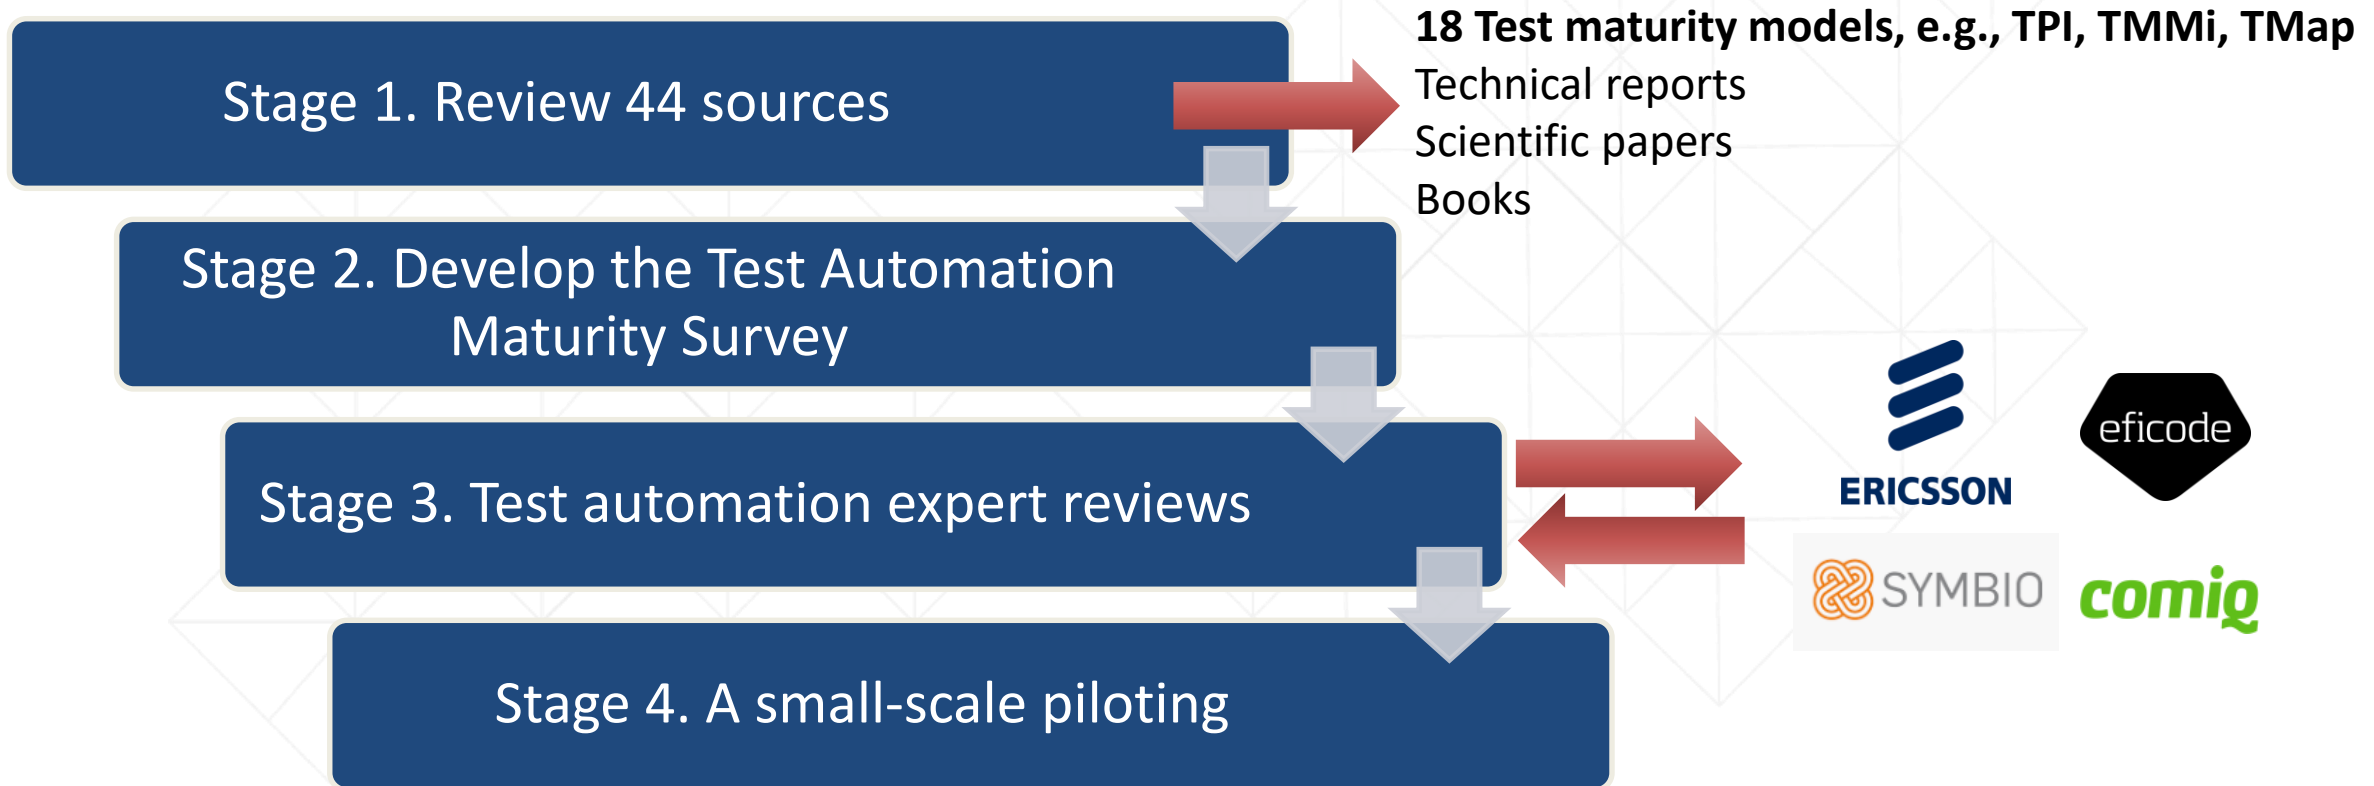 18 Test maturity models, e.g., TPI, TMMi, TMap
Stage 1. Review 44 sources
Technical reports
Scientific papers
Books
Stage 2. Develop the Test Automation
Maturity Survey
Stage 3. Test automation expert reviews
ERICSSON
eficode
SYMBIO
comiq
Stage 4. A small-scale piloting